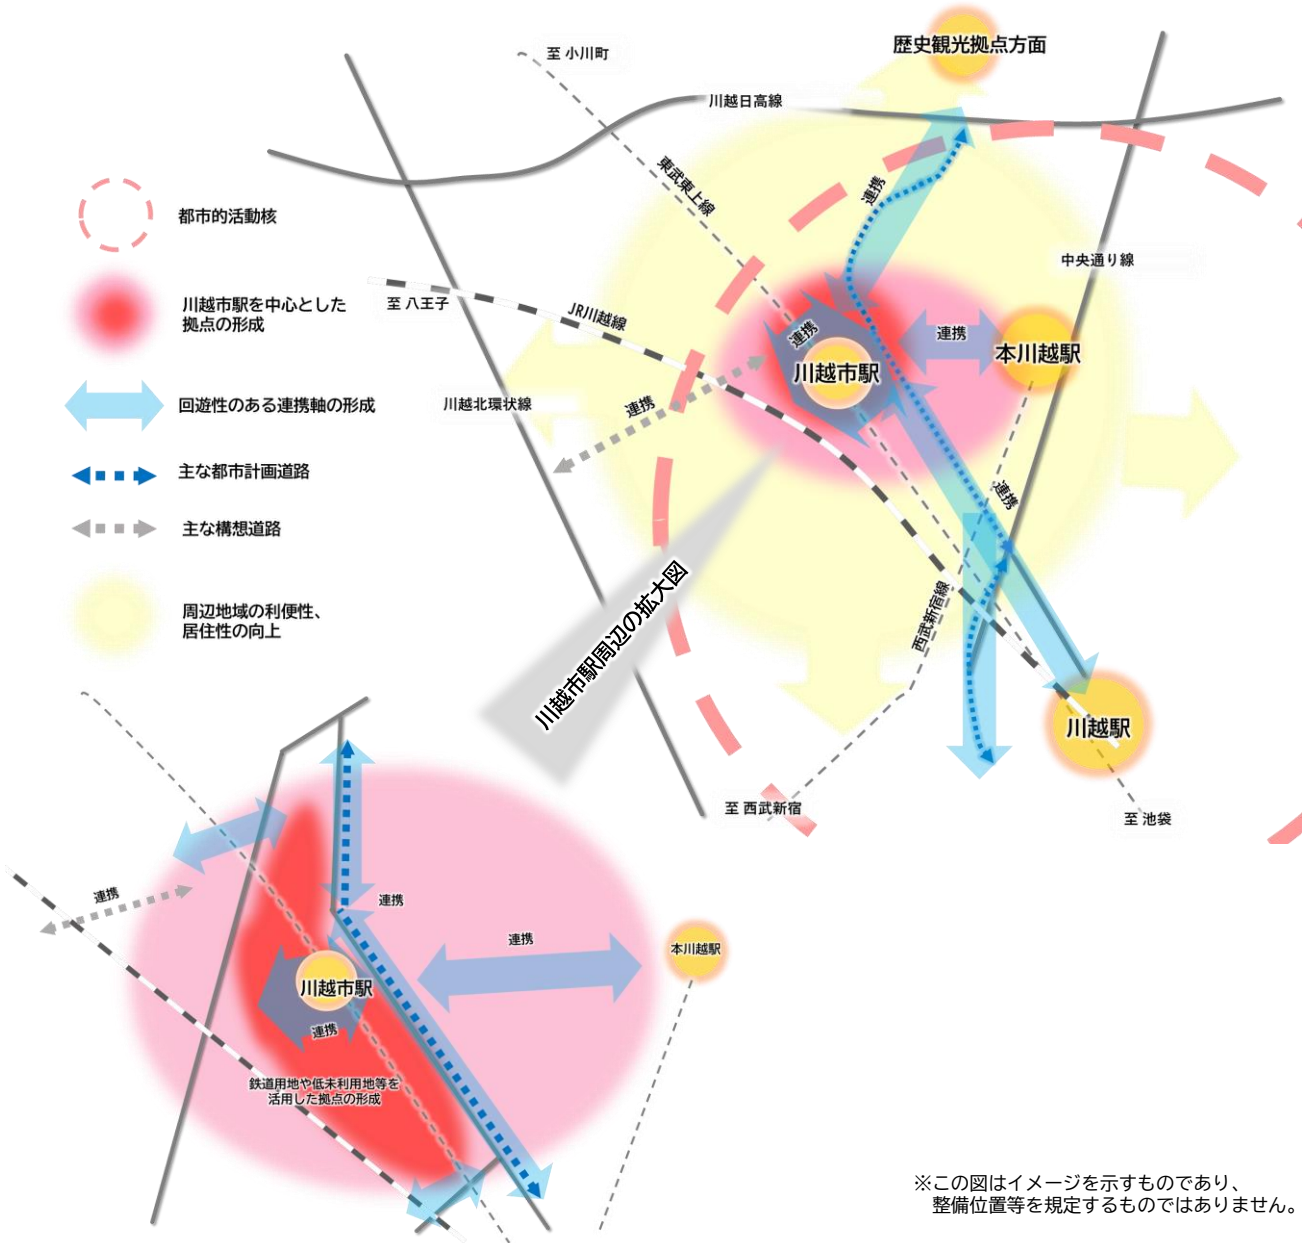 歴史観光拠点方面
至 小川町
川越日高線
東武東上線
連携
中央通り線
至 八王子
JR川越線
連携
連携
本川越駅
川越市駅
川越北環状線
連携
連携
西武新宿線
川越駅
至 西武新宿
至 池袋
都市的活動核
川越市駅を中心とした
拠点の形成
回遊性のある連携軸の形成
主な都市計画道路
主な構想道路
周辺地域の利便性、
居住性の向上
川越市駅周辺の拡大図
連携
連携
連携
本川越駅
川越市駅
連携
鉄道用地や低未利用地等を
活用した拠点の形成
※この図はイメージを示すものであり、
整備位置等を規定するものではありません。